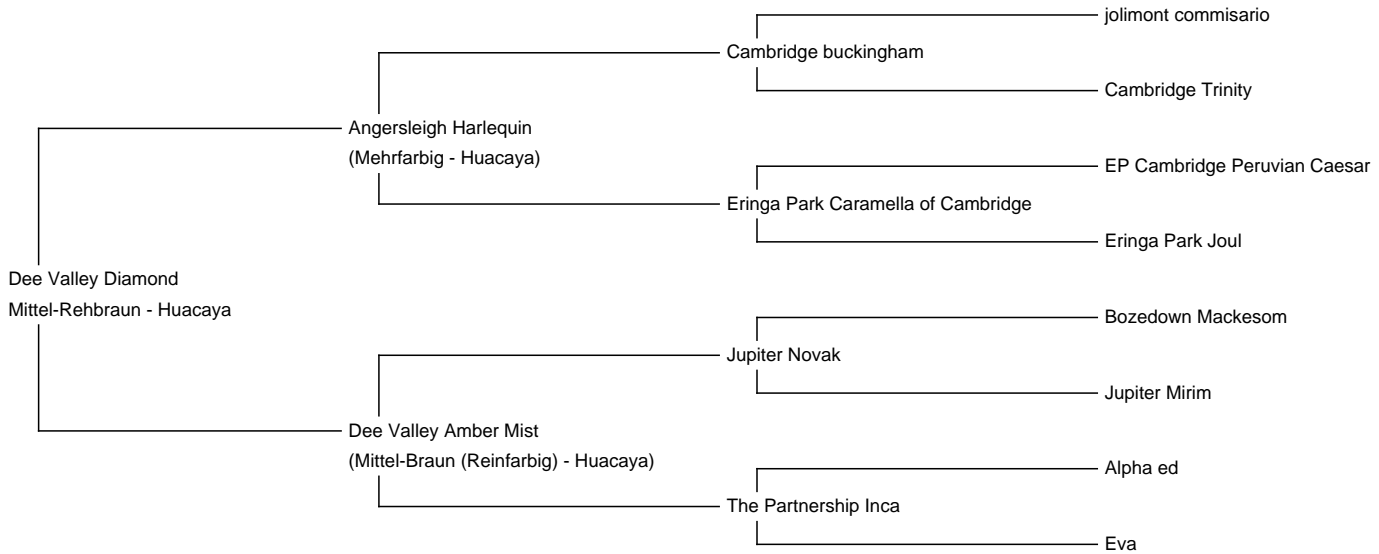 jolimont commisario
Cambridge buckingham
Cambridge Trinity
Angersleigh Harlequin
(Mehrfarbig - Huacaya)
EP Cambridge Peruvian Caesar
Eringa Park Caramella of Cambridge
Eringa Park Joul
Dee Valley Diamond
Mittel-Rehbraun - Huacaya
Bozedown Mackesom
Jupiter Novak
Jupiter Mirim
Dee Valley Amber Mist
(Mittel-Braun (Reinfarbig) - Huacaya)
Alpha ed
The Partnership Inca
Eva